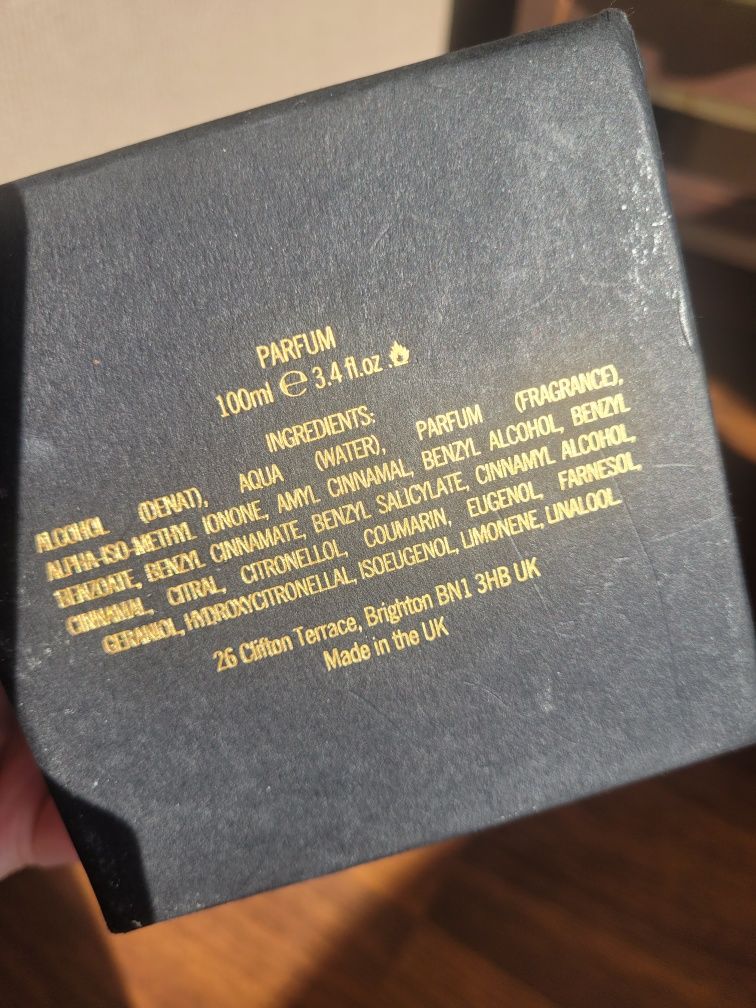 PARFUM
100ml ℮ 3.4 fl.oz.
INGREDIENTS:
ALCOHOL (DENAT), AQUA (WATER), PARFUM (FRAGRANCE),
ALPHA-ISO-METHYL IONONE, AMYL CINNAMAL, BENZYL ALCOHOL, BENZYL
BENZOATE, BENZYL CINNAMATE, BENZYL SALICYLATE, CINNAMYL ALCOHOL,
CINNAMAL, CITRAL, CITRONELLOL, COUMARIN, EUGENOL, FARNESOL,
GERANIOL, HYDROXYCITRONELLAL, ISOEUGENOL, LIMONENE, LINALOOL.
26 Clifton Terrace, Brighton BN1 3HB UK
Made in the UK